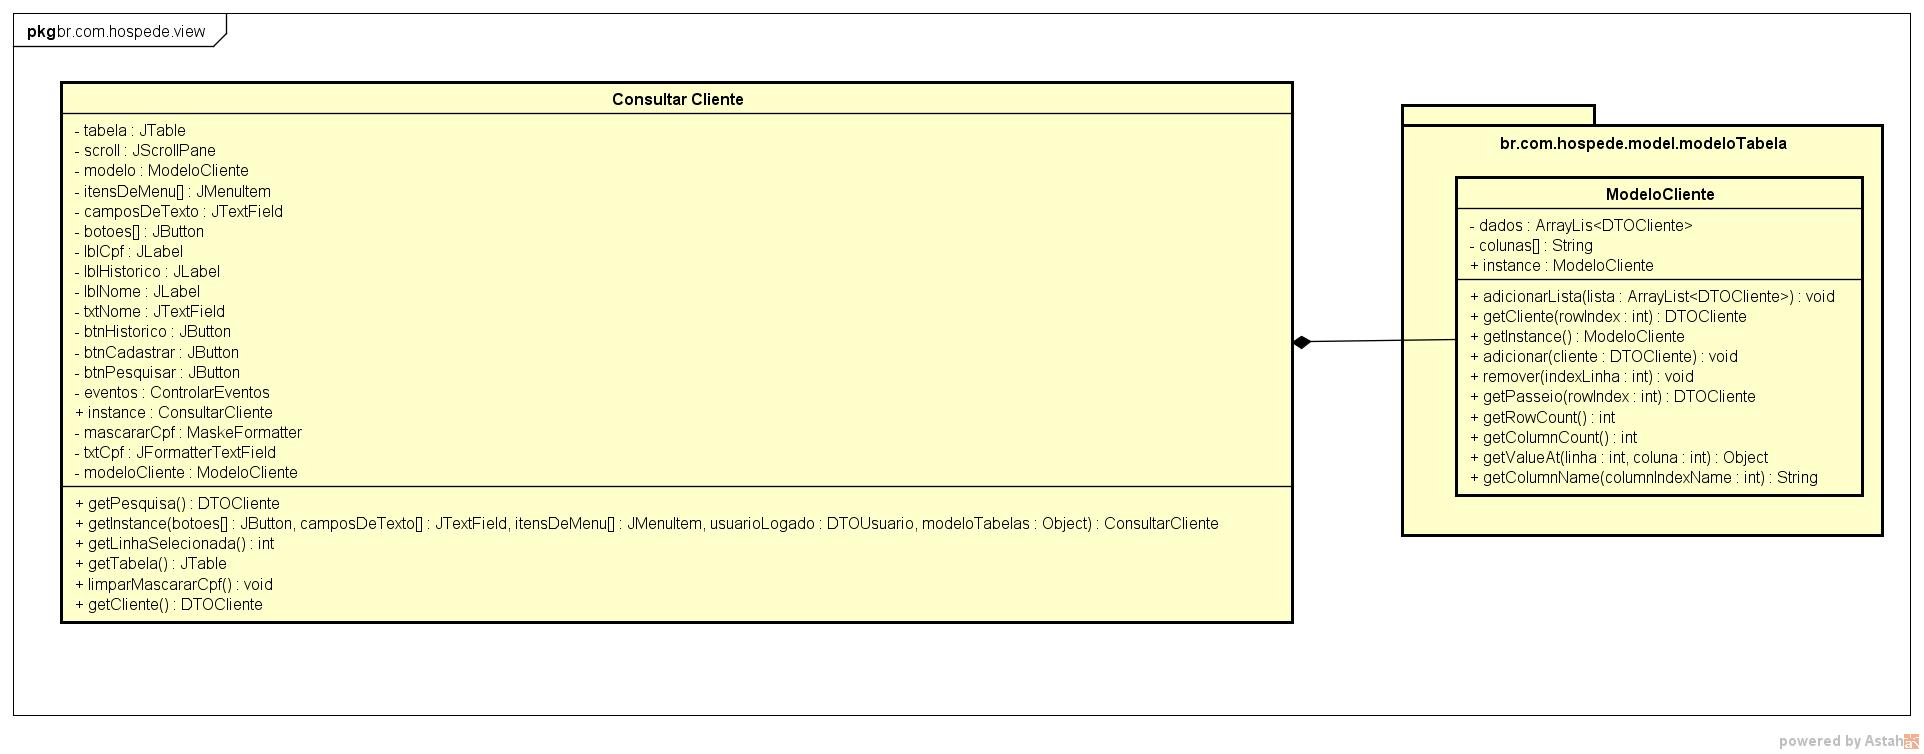 pkgbr.com.hospede.view
Consultar Cliente
- tabela : JTable
- scroll : JScrollPane
- modelo : ModeloCliente
- itensDeMenu[] : JMenuItem
- camposDeTexto : JTextField
- botoes[] : JButton
- lblCpf : JLabel
- lblHistorico : JLabel
- lblNome : JLabel
- txtNome : JTextField
- btnHistorico : JButton
- btnCadastrar : JButton
- btnPesquisar : JButton
- eventos : ControlarEventos
+ instance : ConsultarCliente
- mascararCpf : MaskeFormatter
- txtCpf : JFormatterTextField
- modeloCliente : ModeloCliente
+ getPesquisa() : DTOCliente
+ getInstance(botoes[] : JButton, camposDeTexto[] : JTextField, itensDeMenu[] : JMenuItem, usuarioLogado : DTOUsuario, modeloTabelas : Object) : ConsultarCliente
+ getLinhaSelecionada() : int
+ getTabela() : JTable
+ limparMascararCpf() : void
+ getCliente() : DTOCliente
br.com.hospede.model.modeloTabela
ModeloCliente
- dados : ArrayLis<DTOCliente>
- colunas[] : String
+ instance : ModeloCliente
+ adicionarLista(lista : ArrayList<DTOCliente>) : void
+ getCliente(rowIndex : int) : DTOCliente
+ getInstance() : ModeloCliente
+ adicionar(cliente : DTOCliente) : void
+ remover(indexLinha : int) : void
+ getPasseio(rowIndex : int) : DTOCliente
+ getRowCount() : int
+ getColumnCount() : int
+ getValueAt(linha : int, coluna : int) : Object
+ getColumnName(columnIndexName : int) : String
powered by Astah